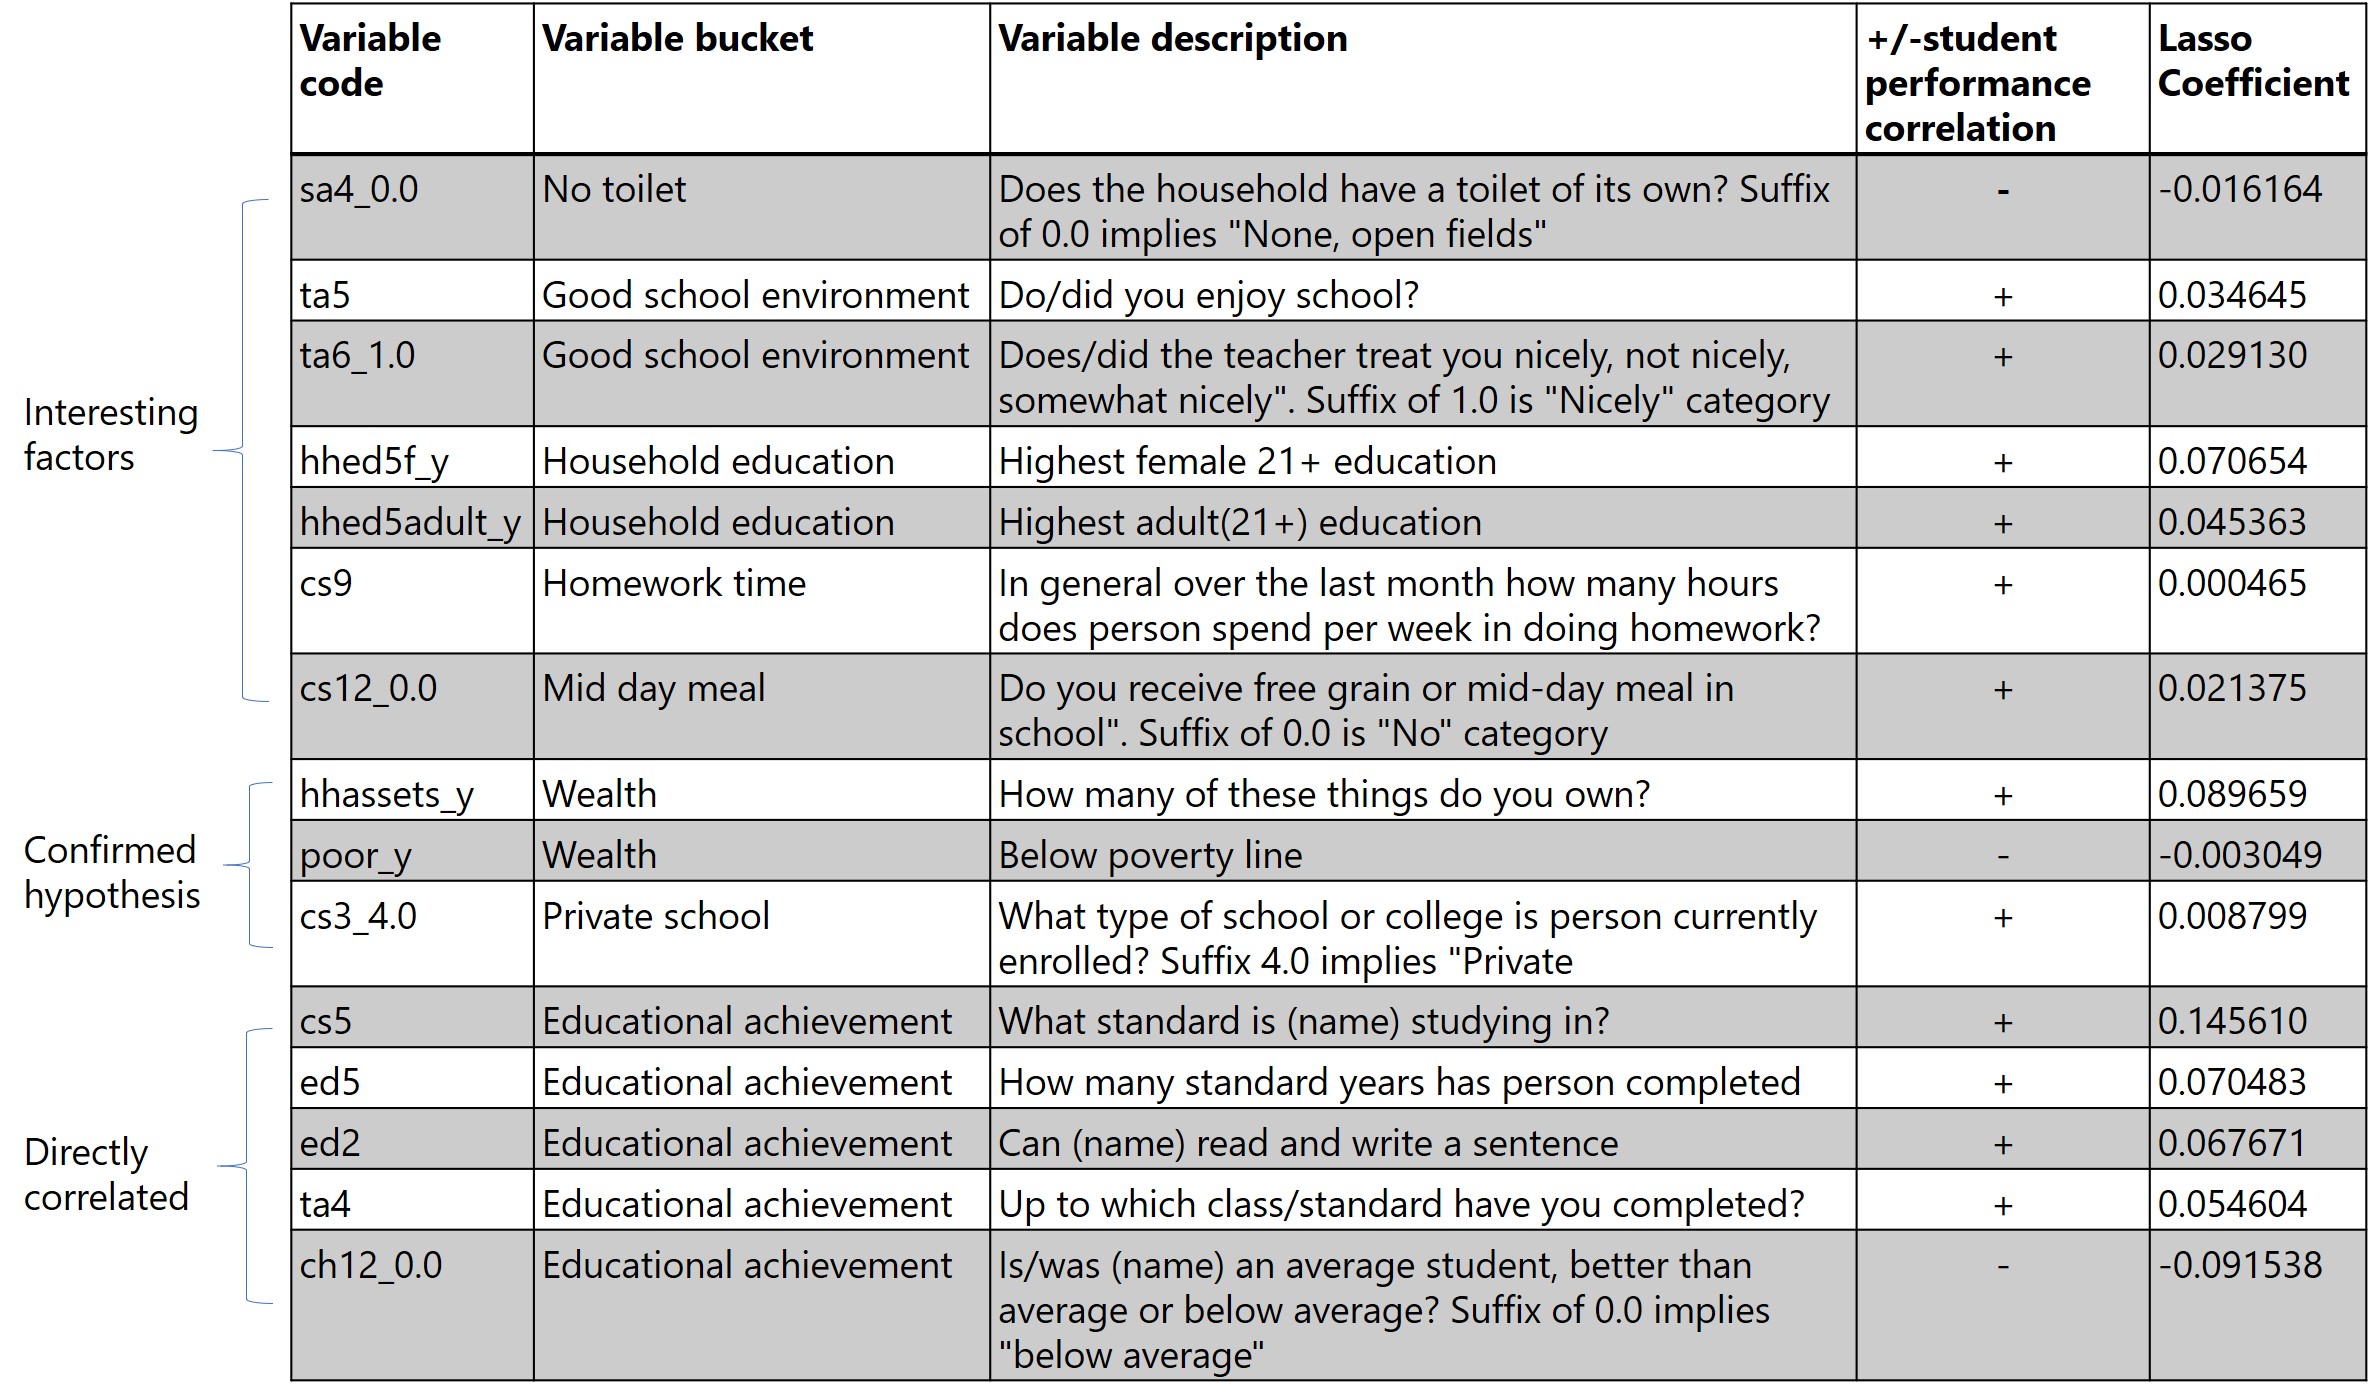 Variable code
Variable bucket
Variable description
+/-student performance correlation
Lasso Coefficient
Interesting factors
sa4_0.0
No toilet
Does the household have a toilet of its own? Suffix
of 0.0 implies "None, open fields"
-
-0.016164
ta5
Good school environment
Do/did you enjoy school?
+
0.034645
ta6_1.0
Good school environment
Does/did the teacher treat you nicely, not nicely,
somewhat nicely". Suffix of 1.0 is "Nicely" category
+
0.029130
hhed5f_y
Household education
Highest female 21+ education
+
0.070654
hhed5adult_y
Household education
Highest adult(21+) education
+
0.045363
cs9
Homework time
In general over the last month how many hours
does person spend per week in doing homework?
+
0.000465
cs12_0.0
Mid day meal
Do you receive free grain or mid-day meal in
school". Suffix of 0.0 is "No" category
+
0.021375
Confirmed hypothesis
hhassets_y
Wealth
How many of these things do you own?
+
0.089659
poor_y
Wealth
Below poverty line
-
-0.003049
cs3_4.0
Private school
What type of school or college is person currently
enrolled? Suffix 4.0 implies "Private
+
0.008799
Directly correlated
cs5
Educational achievement
What standard is (name) studying in?
+
0.145610
ed5
Educational achievement
How many standard years has person completed
+
0.070483
ed2
Educational achievement
Can (name) read and write a sentence
+
0.067671
ta4
Educational achievement
Up to which class/standard have you completed?
+
0.054604
ch12_0.0
Educational achievement
Is/was (name) an average student, better than
average or below average? Suffix of 0.0 implies
"below average"
-
-0.091538